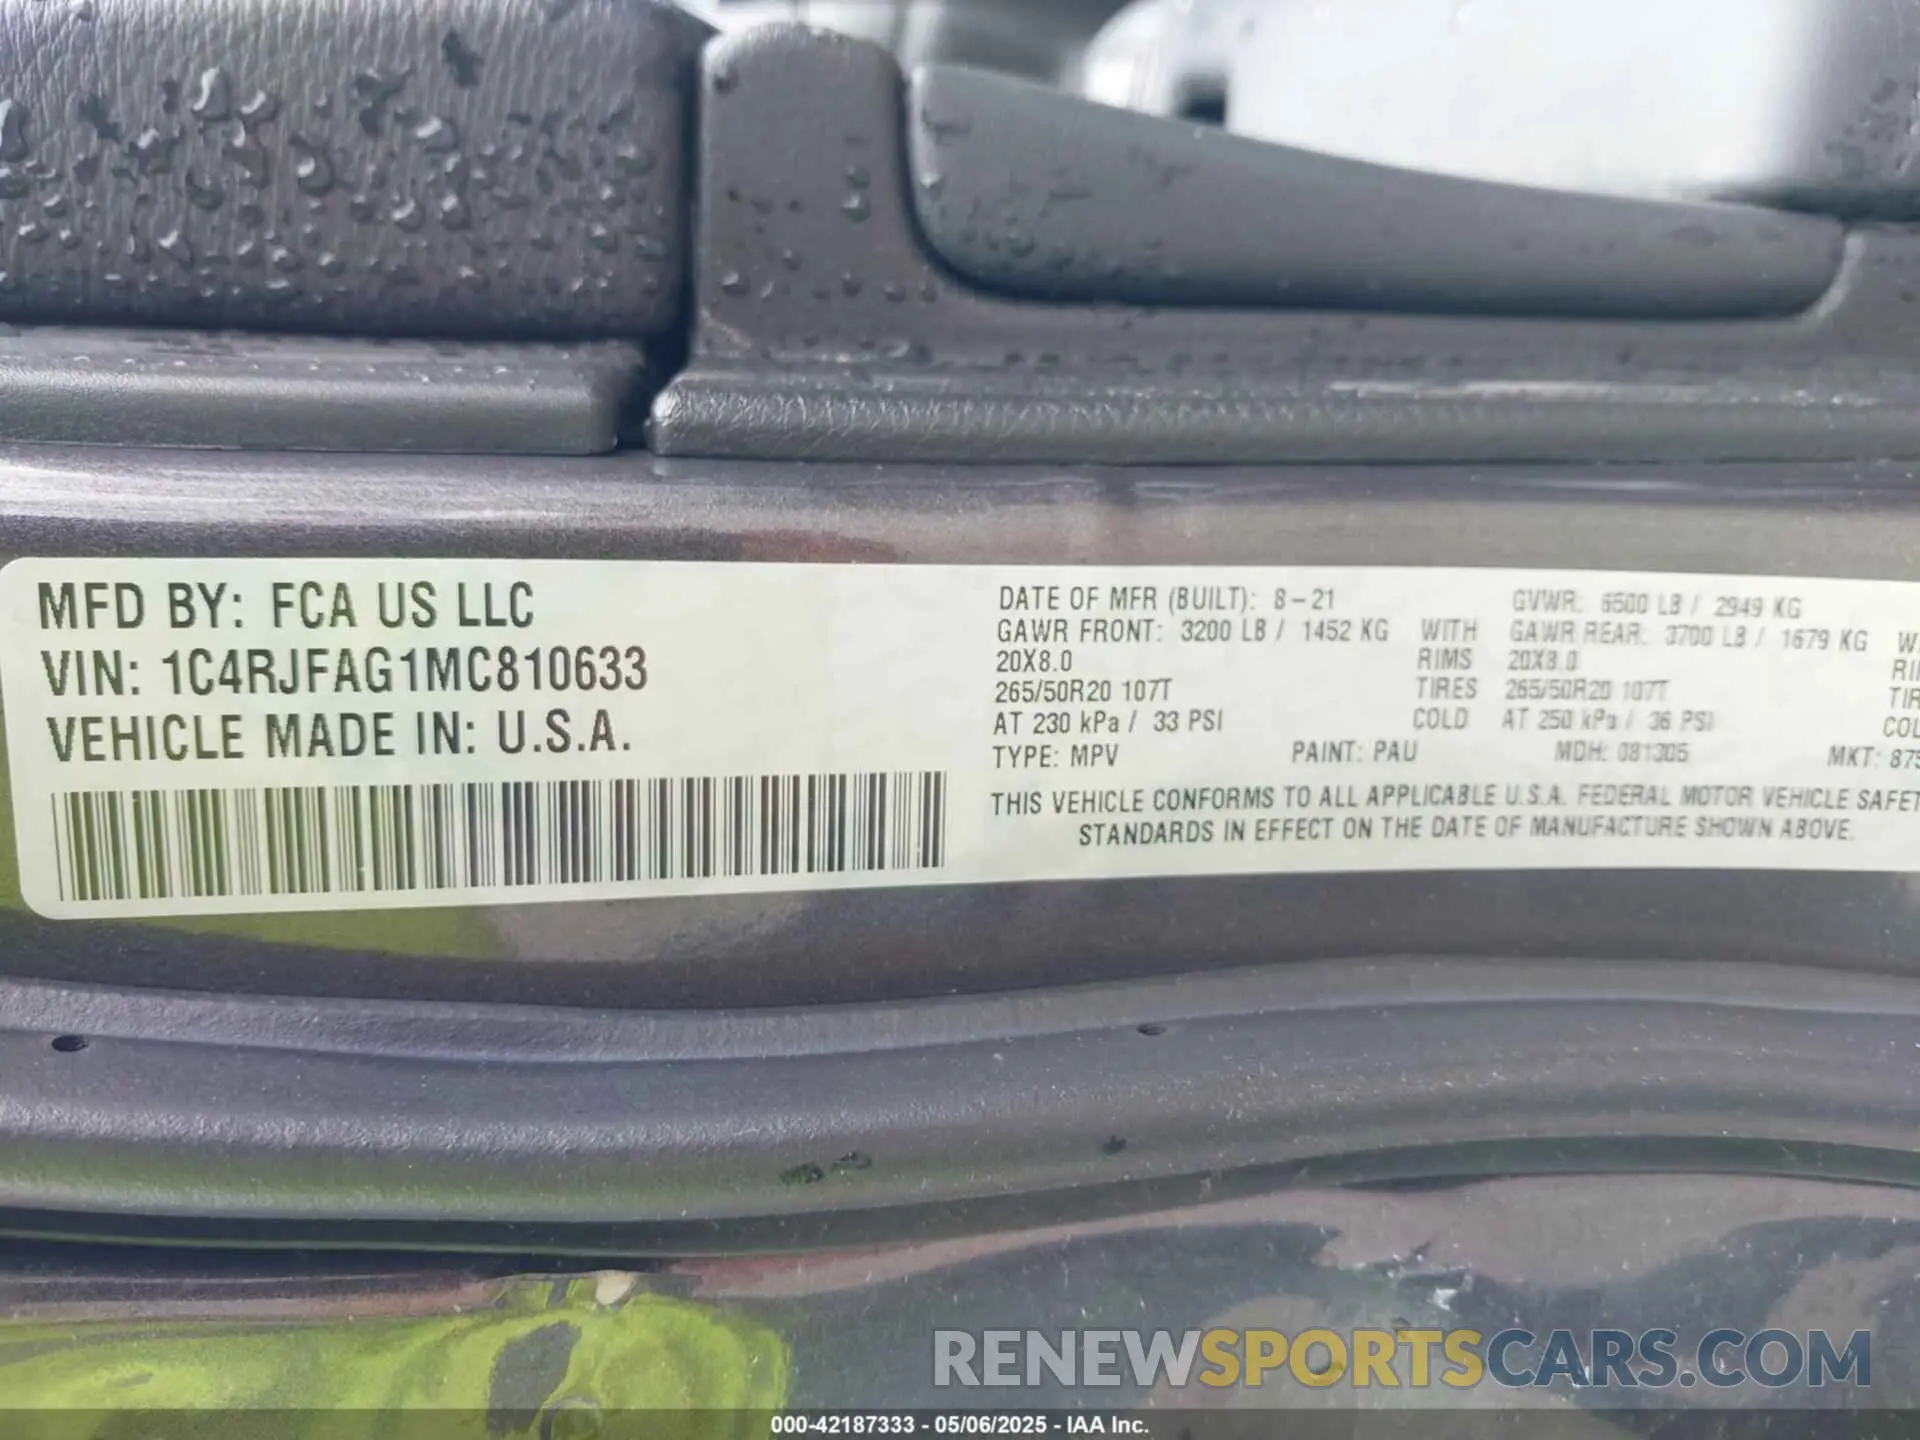 MFD BY: FCA US LLC
VIN: 1C4RJFAG1MC810633
VEHICLE MADE IN: U.S.A.
DATE OF MFR (BUILT): 8-21 GVWR: 6500 LB / 2949 KG
GAWR FRONT: 3200 LB / 1452 KG WITH GAWR REAR: 3700 LB / 1679 KG
20X8.0 RIMS 20X8.0
265/50R20 107T TIRES 265/50R20 107T
AT 230 kPa / 33 PSI COLD AT 250 kPa / 36 PSI
TYPE: MPV PAINT: PAU MDH: 081305 MKT: 875
THIS VEHICLE CONFORMS TO ALL APPLICABLE U.S.A. FEDERAL MOTOR VEHICLE SAFET
STANDARDS IN EFFECT ON THE DATE OF MANUFACTURE SHOWN ABOVE.
RENEWSPORTSCARS.COM
000-42187333 - 05/06/2025 - IAA Inc.